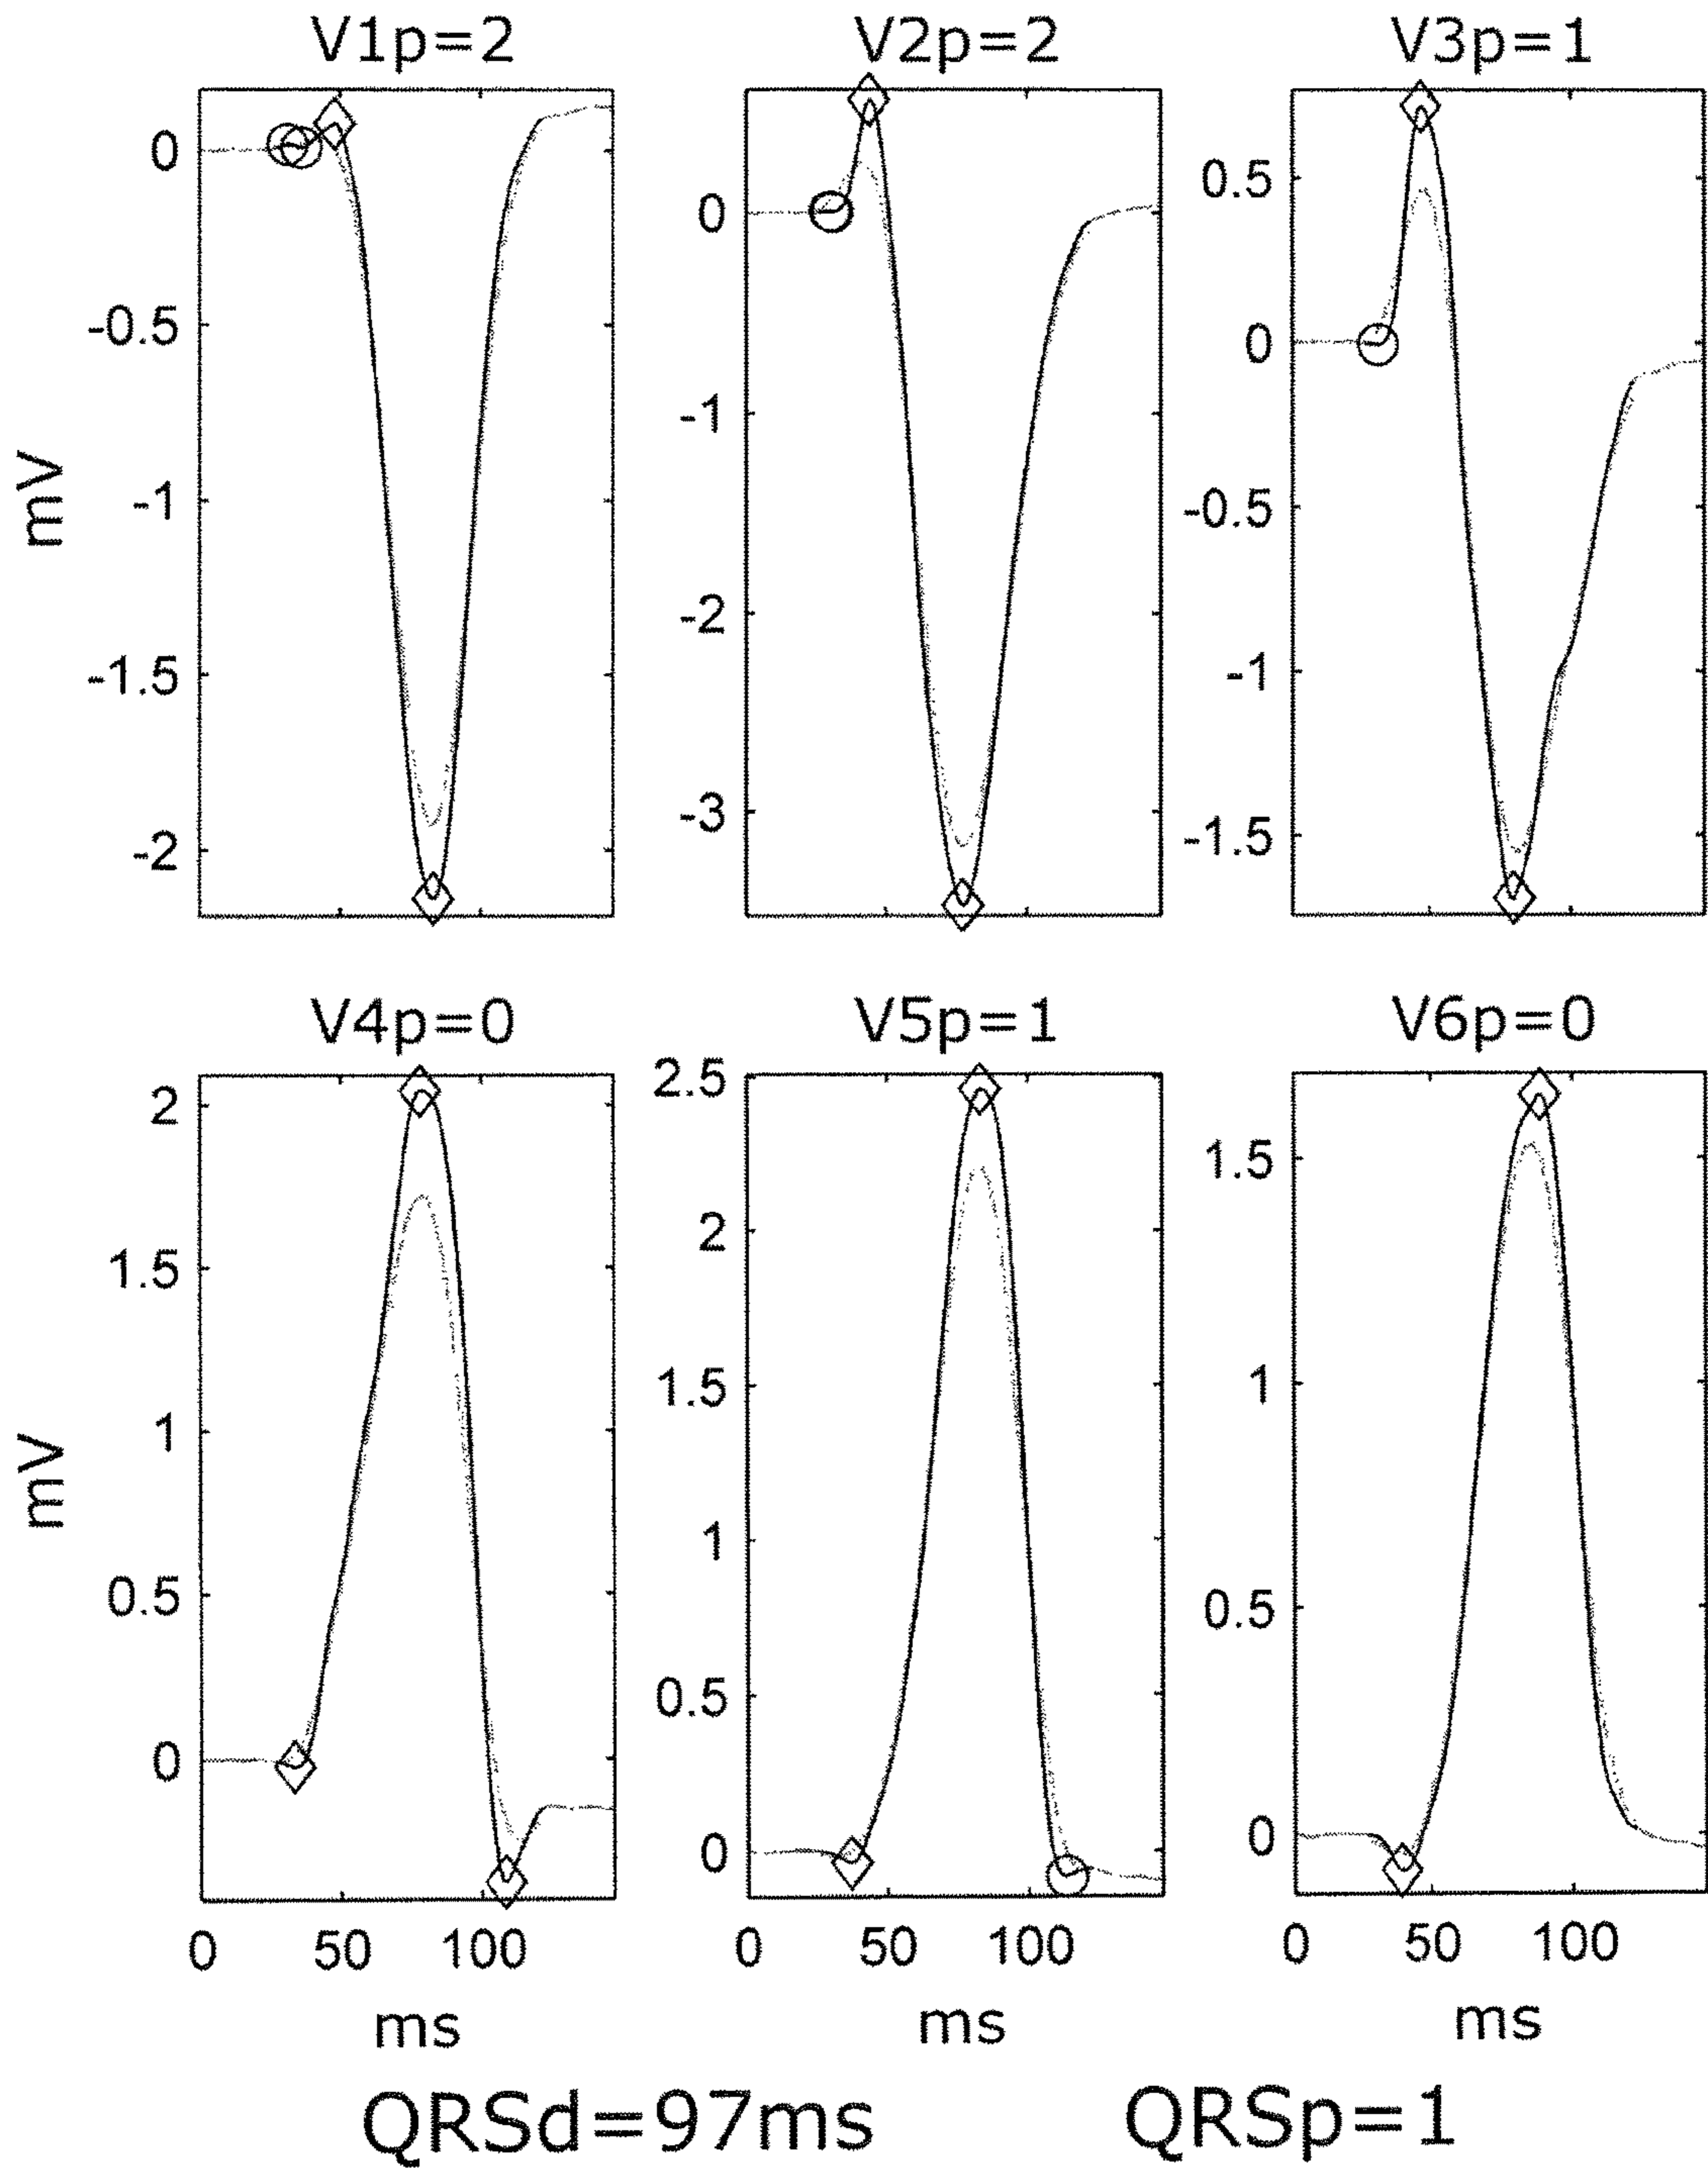 V1p=2 V2p=2 V3p=1
0 -0.5 -1 -1.5 -2
0 -1 -2 -3
0.5 0 -0.5 -1 -1.5
mV
V4p=0 V5p=1 V6p=0
2 1.5 1 0.5 0
2.5 2 1.5 1 0.5 0
1.5 1 0.5 0
mV
0 50 100 0 50 100 0 50 100
ms ms ms
QRSd=97ms QRSp=1